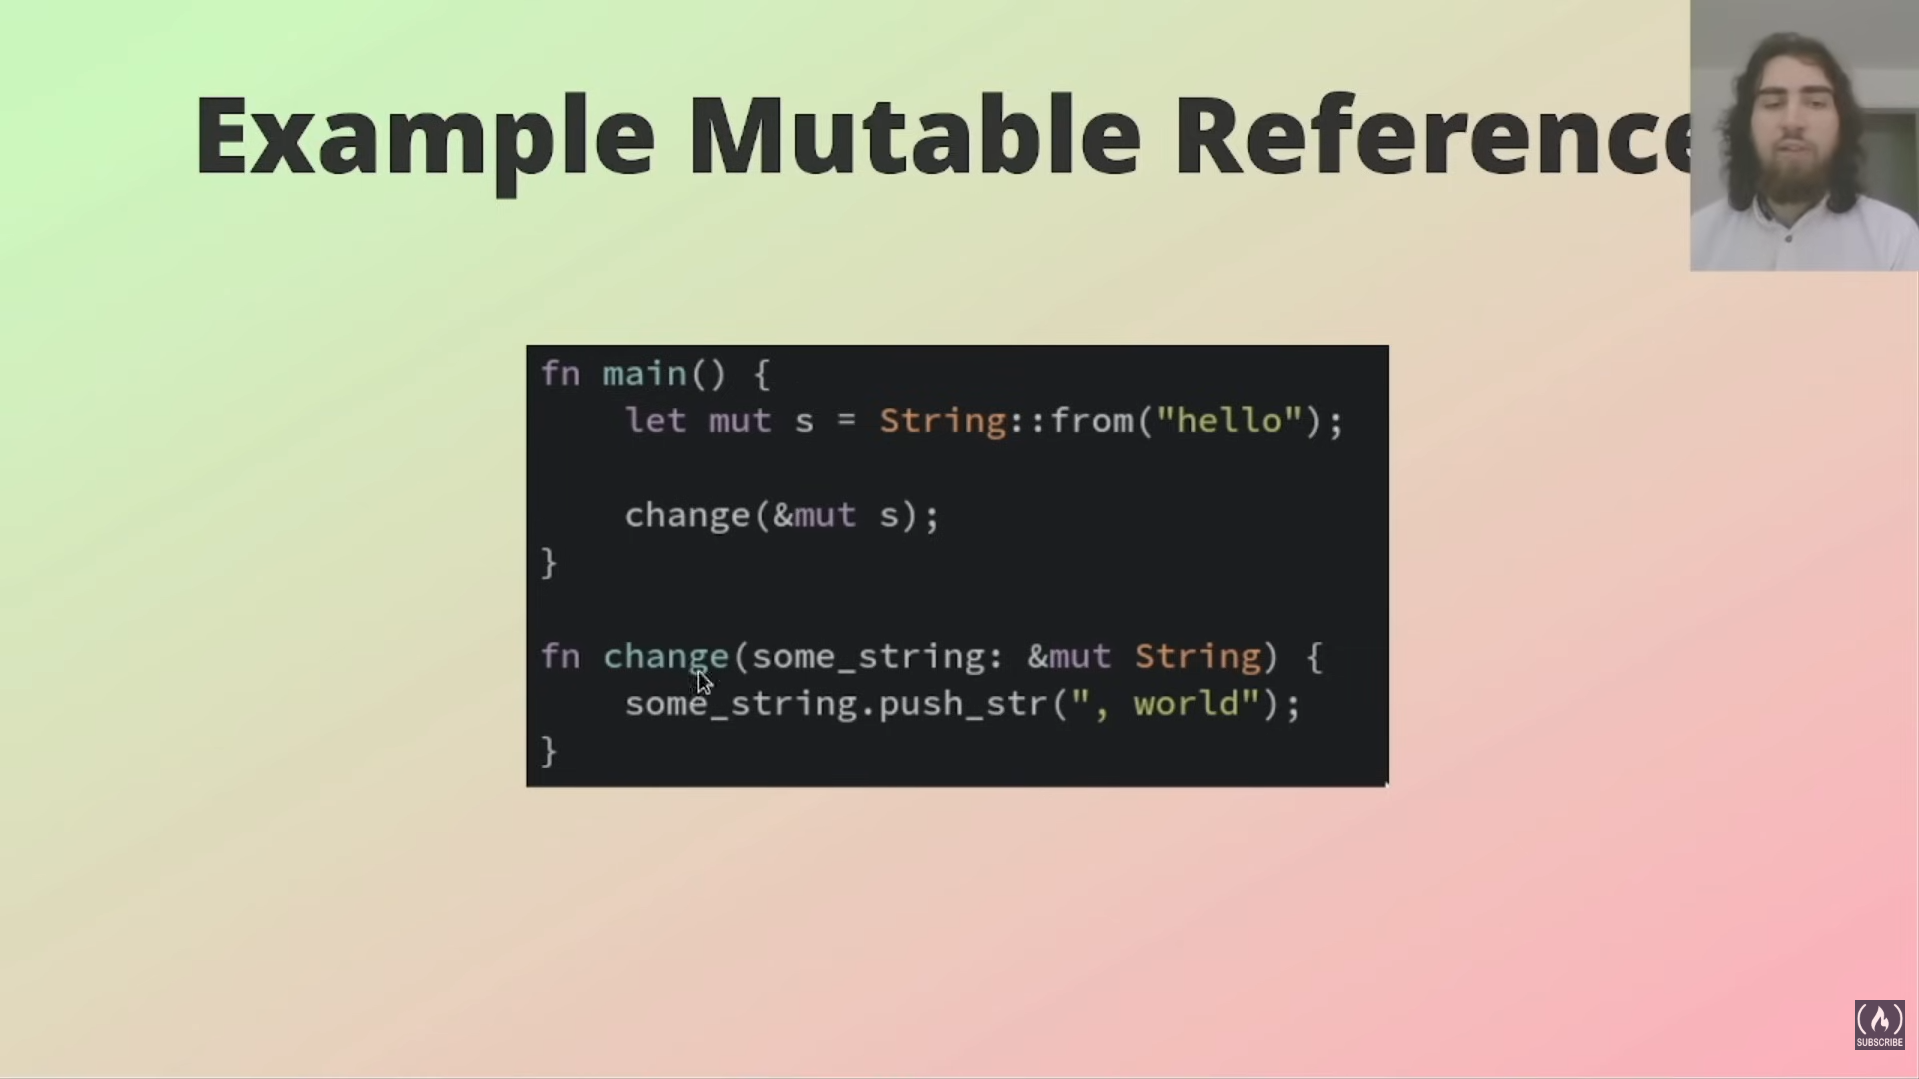 Example Mutable Reference
fn main() {
    let mut s = String::from("hello");
    change(&mut s);
}
fn change(some_string: &mut String) {
    some_string.push_str(", world");
}
SUBSCRIBE